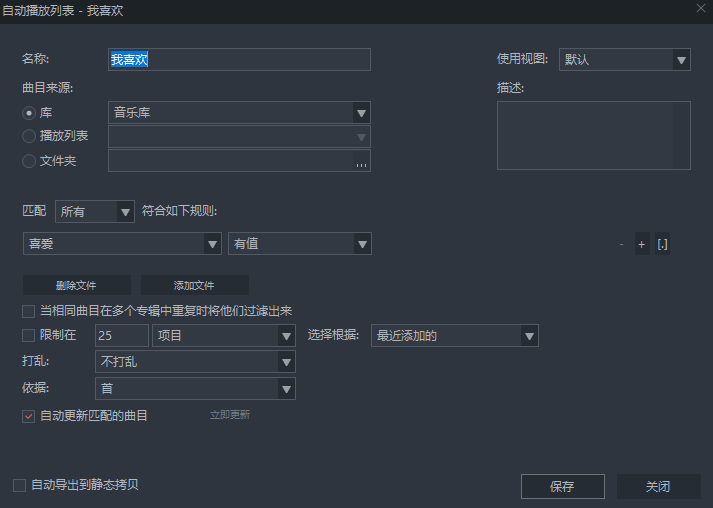 自动播放列表 - 我喜欢
名称: 我喜欢 使用视图: 默认
曲目来源: 描述:
库 音乐库
播放列表
文件夹 ...
匹配 所有 符合如下规则:
喜爱 有值 - + [.]
删除文件 添加文件
当相同曲目在多个专辑中重复时将他们过滤出来
限制在 25 项目 选择根据: 最近添加的
打乱: 不打乱
依据: 首
自动更新匹配的曲目 立即更新
自动导出到静态拷贝 保存 关闭